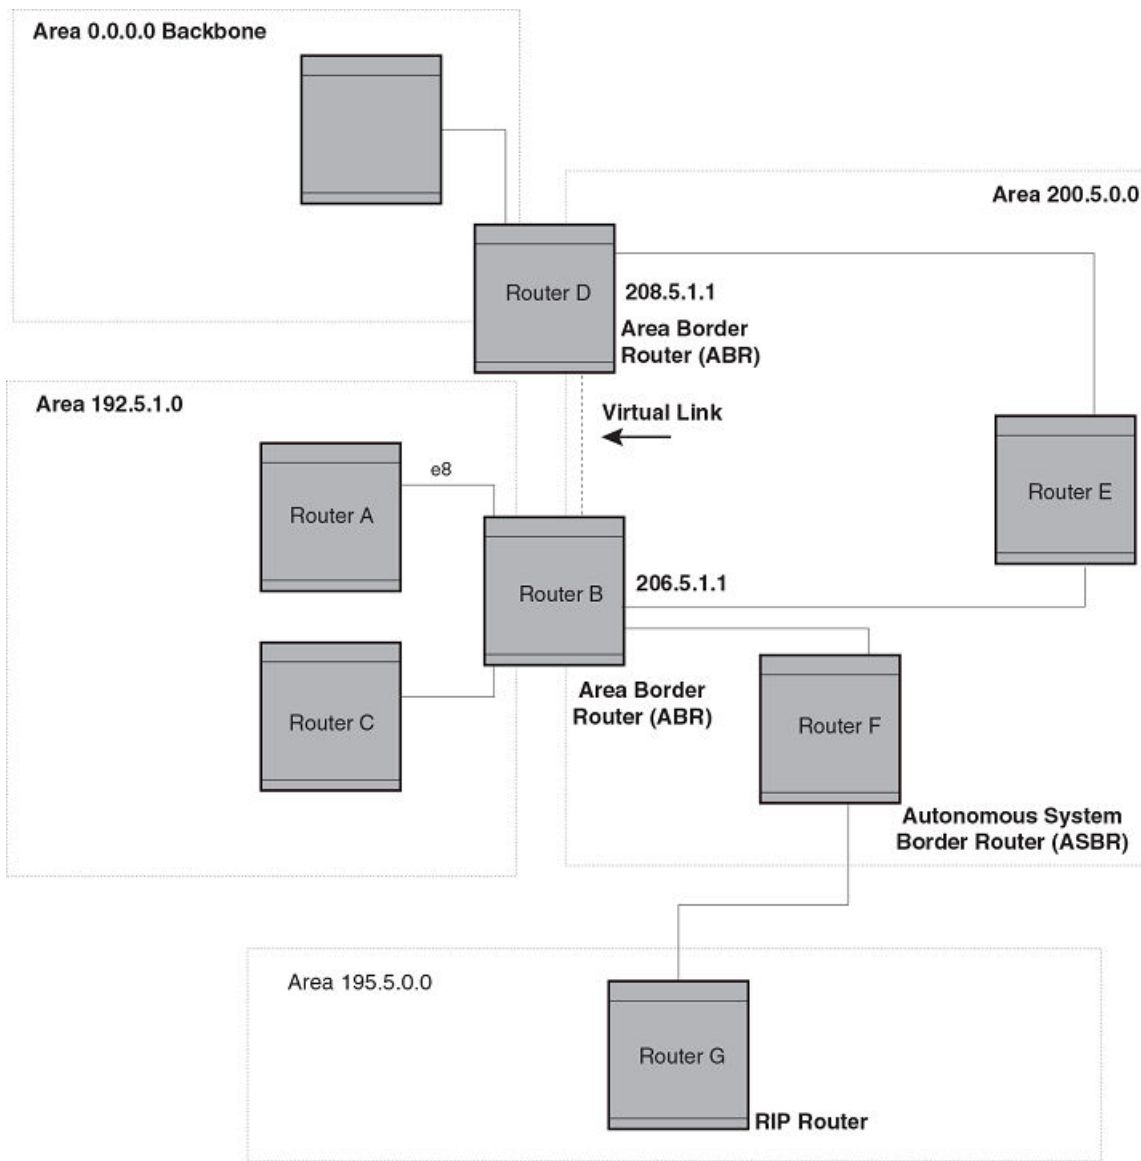 Area 0.0.0.0 Backbone
Area 200.5.0.0
Router D
208.5.1.1
Area Border
Router (ABR)
Area 192.5.1.0
Virtual Link
e8
Router A
Router E
Router B
206.5.1.1
Area Border
Router (ABR)
Router C
Router F
Autonomous System
Border Router (ASBR)
Area 195.5.0.0
Router G
RIP Router